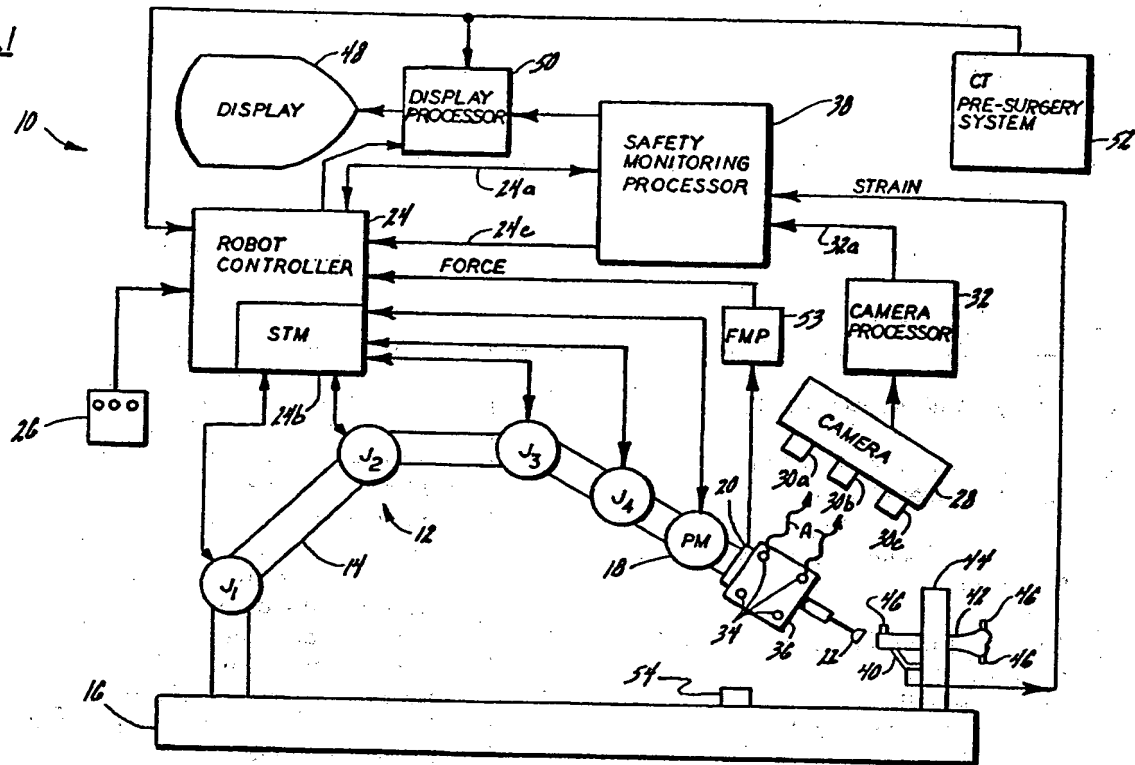 1
10
48
DISPLAY
50
DISPLAY
PROCESSOR
38
SAFETY
MONITORING
PROCESSOR
CT
PRE-SURGERY
SYSTEM
52
24a
STRAIN
24
ROBOT
CONTROLLER
24c
32a
FORCE
STM
FMP
53
CAMERA
PROCESSOR
32
26
24b
J2
J3
J4
CAMERA
28
30a
30b
30c
12
14
J1
PM
18
20
A
34
36
22
44
46
42
46
46
40
54
16